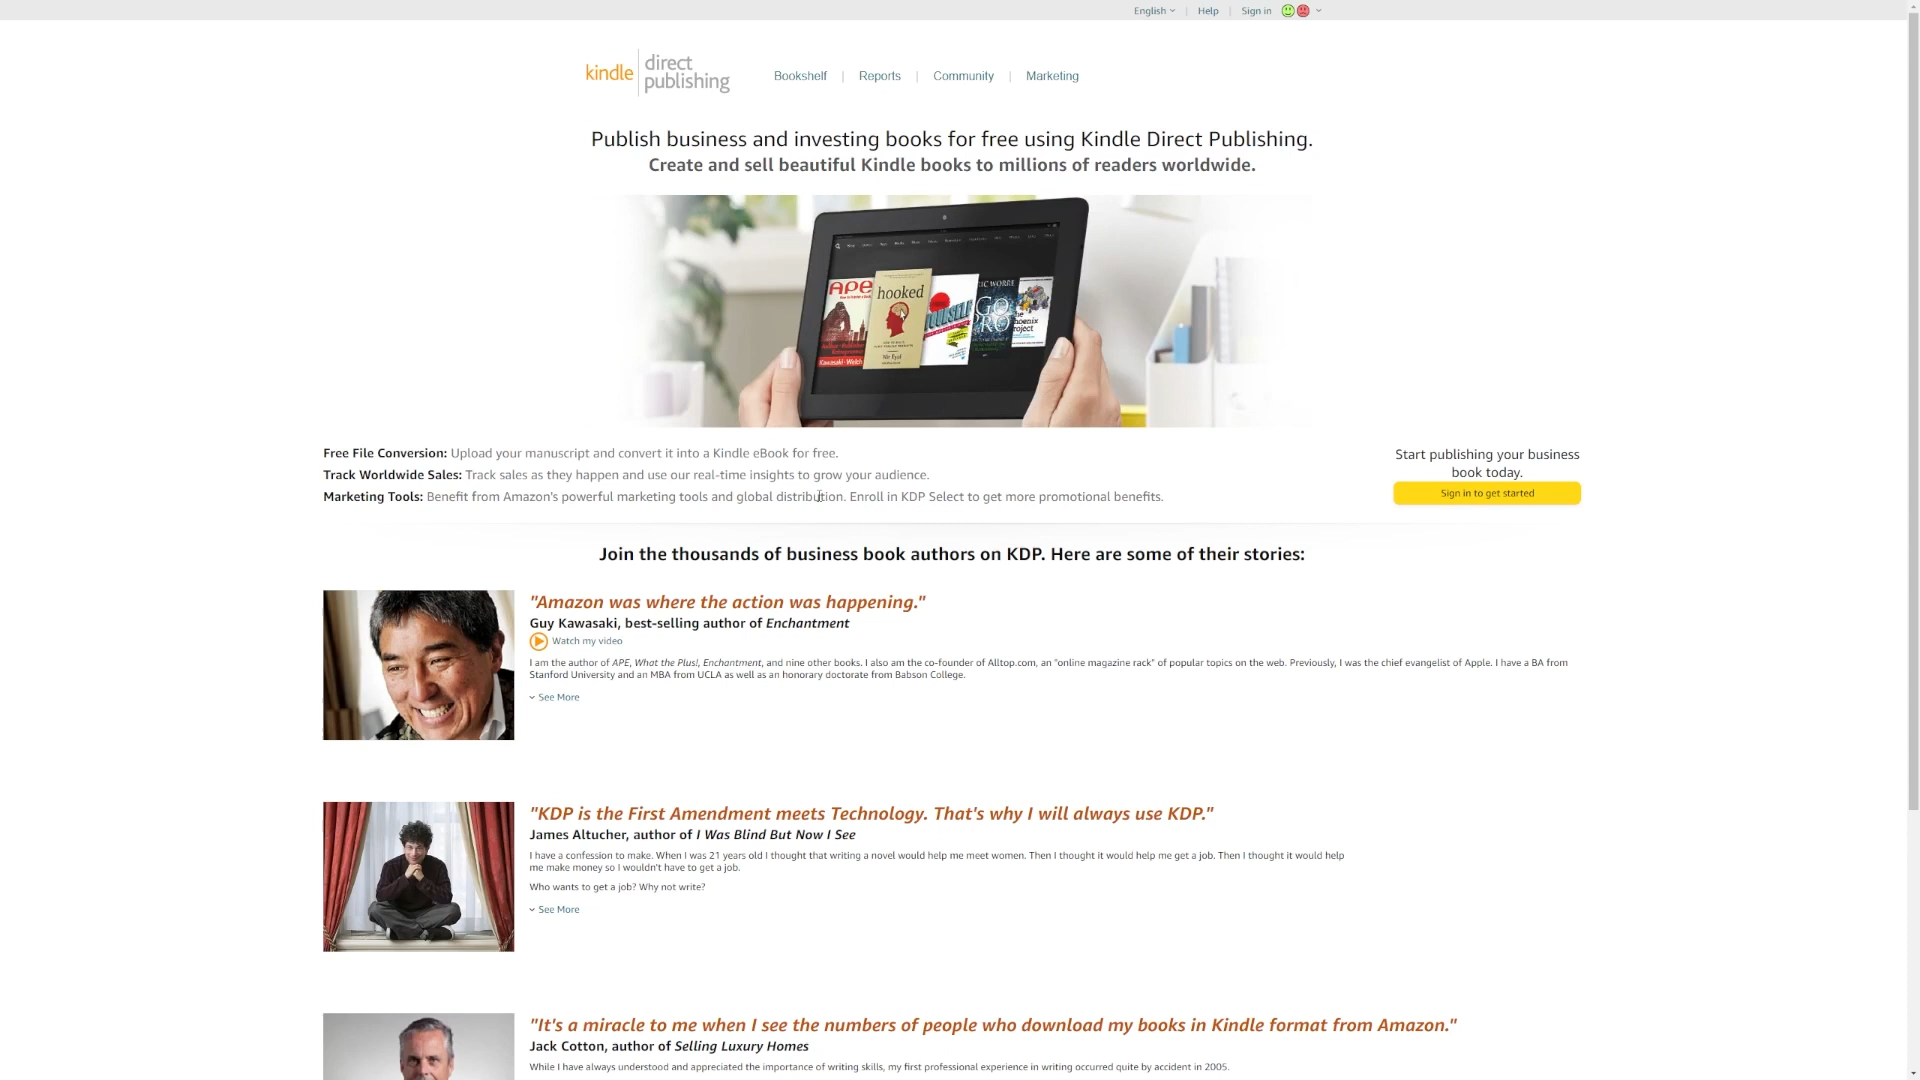 English
Help
Sign in
kindle direct publishing
Bookshelf
Reports
Community
Marketing
Publish business and investing books for free using Kindle Direct Publishing.
Create and sell beautiful Kindle books to millions of readers worldwide.
APE
hooked
Nir Eyal
Kawasaki Welch
GO PRO
Free File Conversion: Upload your manuscript and convert it into a Kindle eBook for free.
Track Worldwide Sales: Track sales as they happen and use our real-time insights to grow your audience.
Marketing Tools: Benefit from Amazon's powerful marketing tools and global distribution. Enroll in KDP Select to get more promotional benefits.
Start publishing your business
book today.
Sign in to get started
Join the thousands of business book authors on KDP. Here are some of their stories:
"Amazon was where the action was happening."
Guy Kawasaki, best-selling author of Enchantment
Watch my video
I am the author of APE, What the Plus!, Enchantment, and nine other books. I also am the co-founder of Alltop.com, an "online magazine rack" of popular topics on the web. Previously, I was the chief evangelist of Apple. I have a BA from
Stanford University and an MBA from UCLA as well as an honorary doctorate from Babson College.
See More
"KDP is the First Amendment meets Technology. That's why I will always use KDP."
James Altucher, author of I Was Blind But Now I See
I have a confession to make. When I was 21 years old I thought that writing a novel would help me meet women. Then I thought it would help me get a job. Then I thought it would help
me make money so I wouldn't have to get a job.
Who wants to get a job? Why not write?
See More
"It's a miracle to me when I see the numbers of people who download my books in Kindle format from Amazon."
Jack Cotton, author of Selling Luxury Homes
While I have always understood and appreciated the importance of writing skills, my first professional experience in writing occurred quite by accident in 2005.